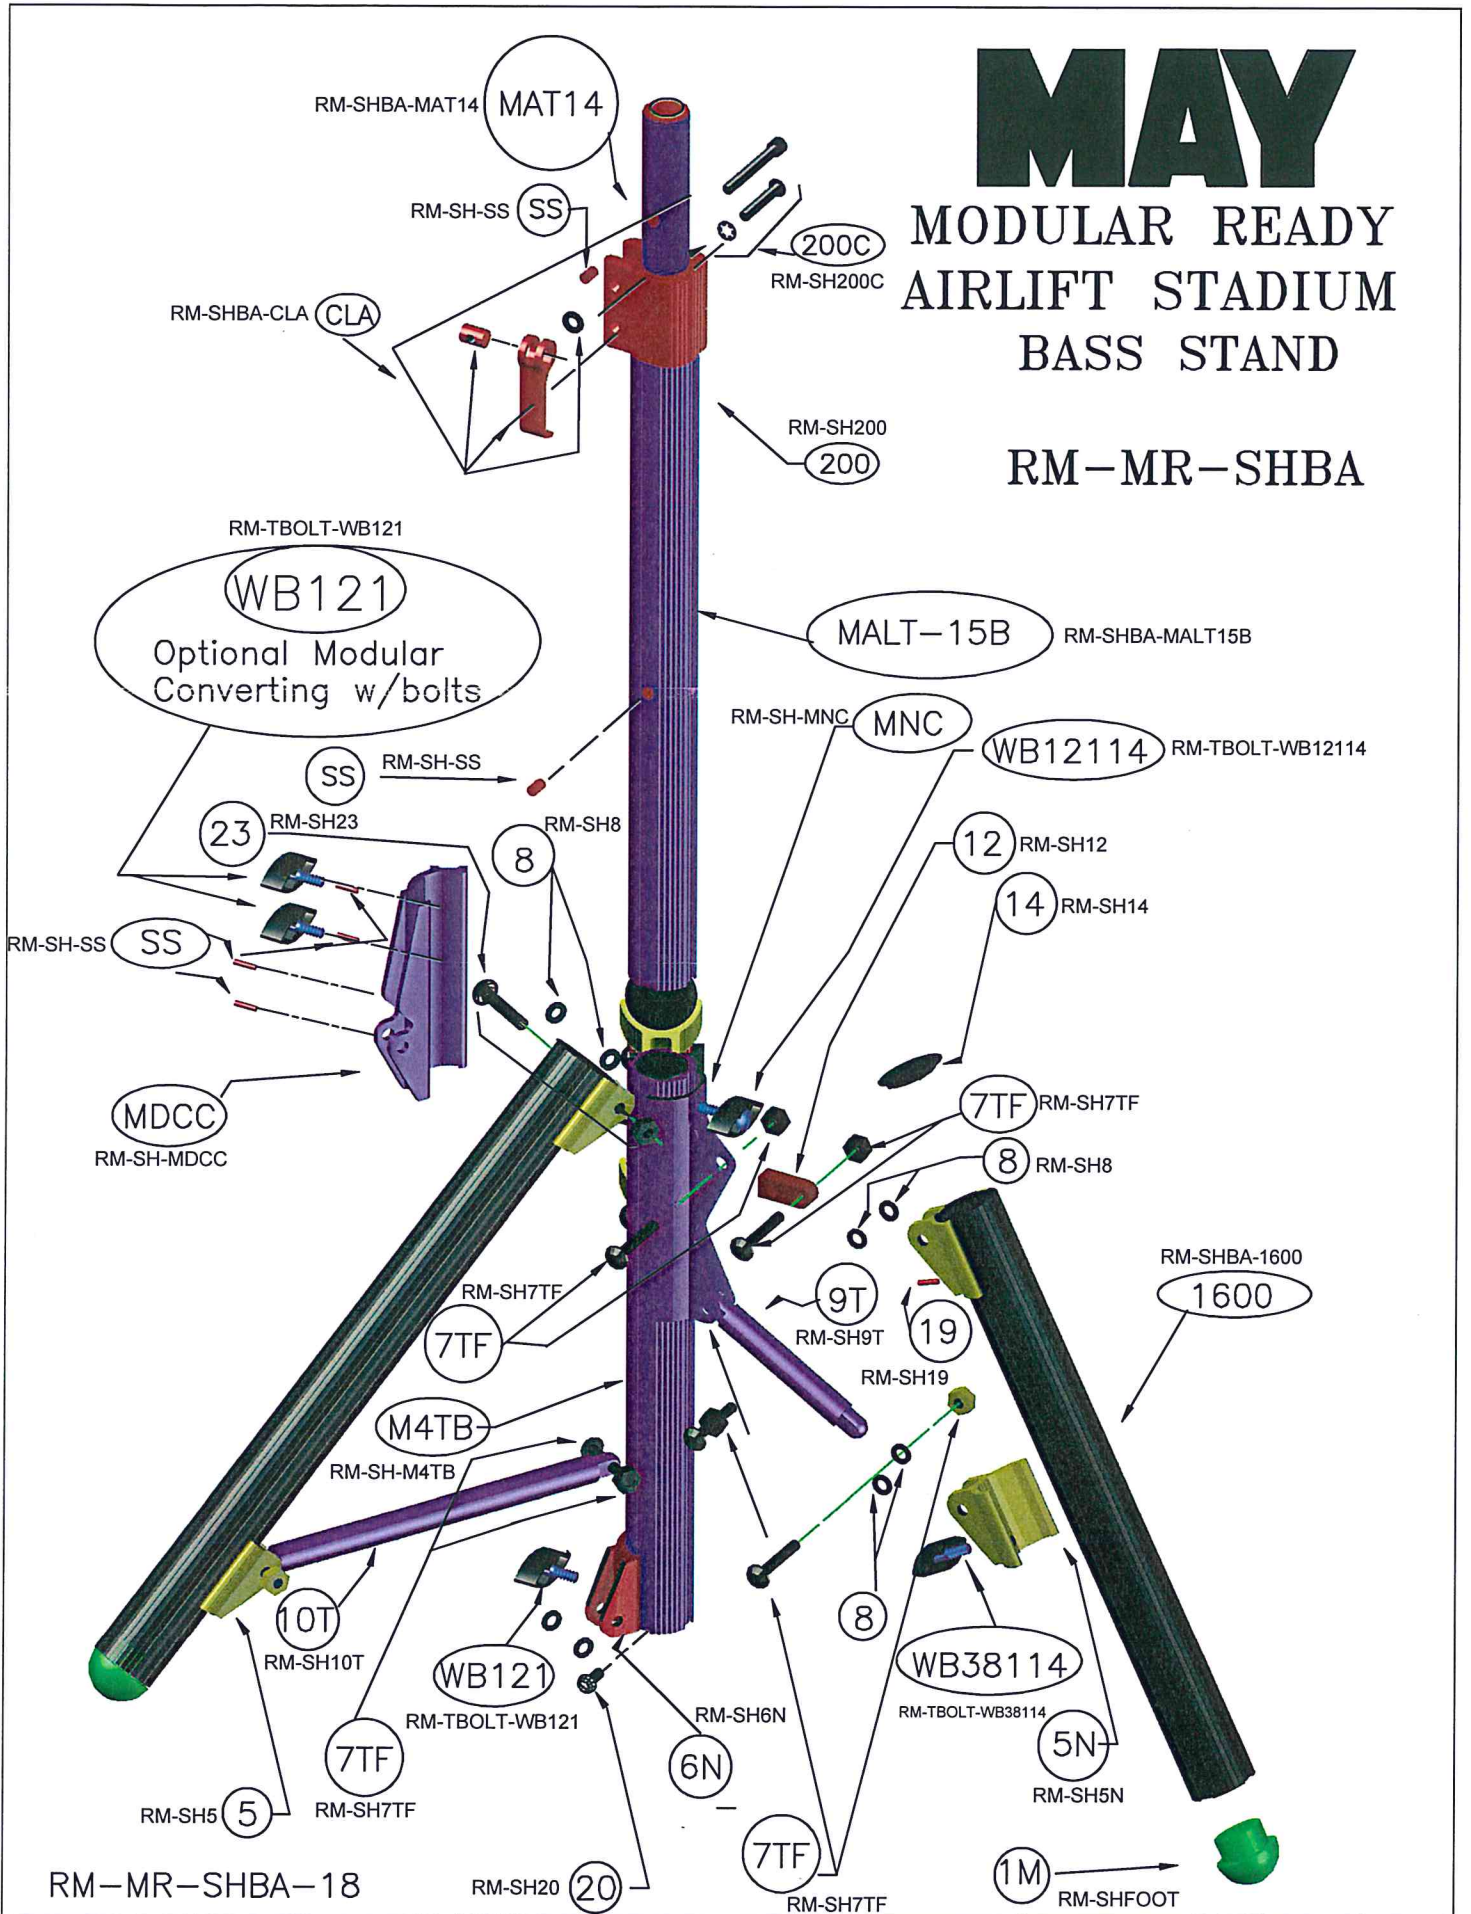 MAY
MODULAR READY
AIRLIFT STADIUM
BASS STAND
RM-MR-SHBA
RM-SHBA-MAT14
MAT14
RM-SH-SS
SS
200C
RM-SH200C
RM-SHBA-CLA
CLA
RM-SH200
200
RM-TBOLT-WB121
WB121
Optional Modular
Converting w/bolts
MALT-15B
RM-SHBA-MALT15B
RM-SH-MNC
MNC
WB12114
RM-TBOLT-WB12114
SS
RM-SH-SS
23
RM-SH23
8
RM-SH8
12
RM-SH12
14
RM-SH14
RM-SH-SS
SS
MDCC
RM-SH-MDCC
7TF
RM-SH7TF
8
RM-SH8
RM-SHBA-1600
1600
RM-SH7TF
7TF
9T
RM-SH9T
19
RM-SH19
M4TB
RM-SH-M4TB
10T
RM-SH10T
WB121
RM-TBOLT-WB121
8
WB38114
RM-TBOLT-WB38114
RM-SH6N
6N
5N
RM-SH5N
7TF
RM-SH7TF
RM-SH5
5
7TF
RM-SH7TF
RM-SH20
20
1M
RM-SHFOOT
RM-MR-SHBA-18